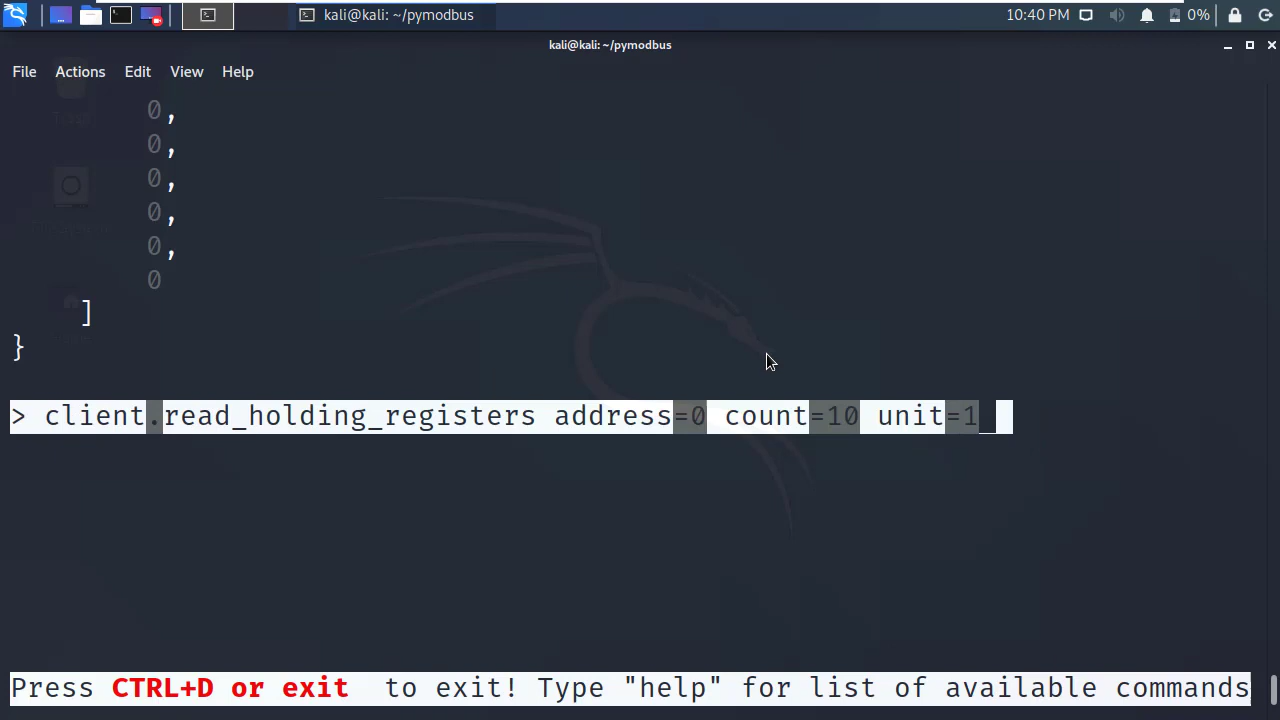 kali@kali: ~/pymodbus
10:40 PM
0%
kali@kali: ~/pymodbus
File Actions Edit View Help
0,
0,
0,
0,
0,
0
]
}
> client.read_holding_registers address=0 count=10 unit=1_
Press CTRL+D or exit to exit! Type "help" for list of available commands